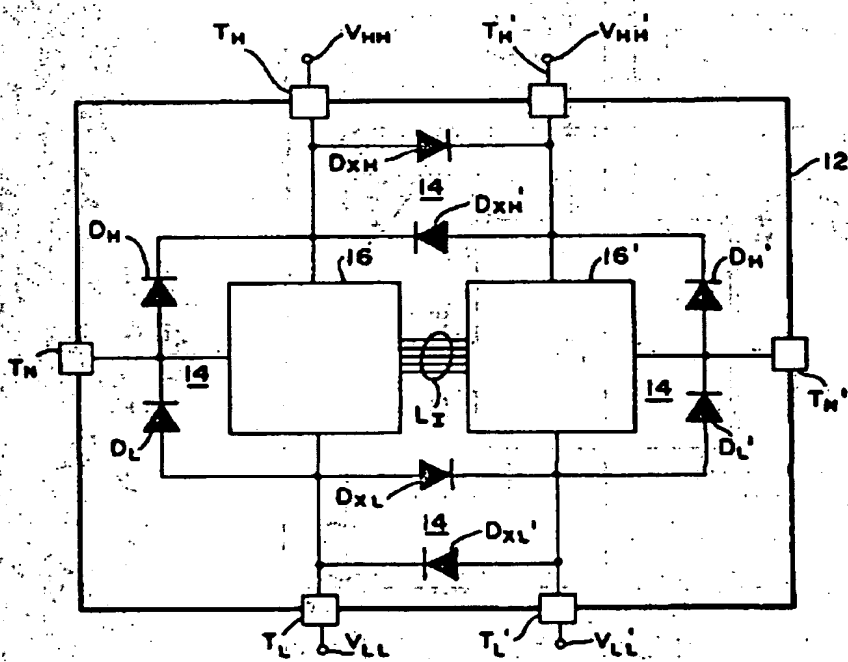 TH VHH TH' VHH'
DXH 12
14
DXH'
DH 16 16' DH'
TN 14 LI 14 TN'
DL DL'
DXL
14 DXL'
TL VLL TL' VLL'